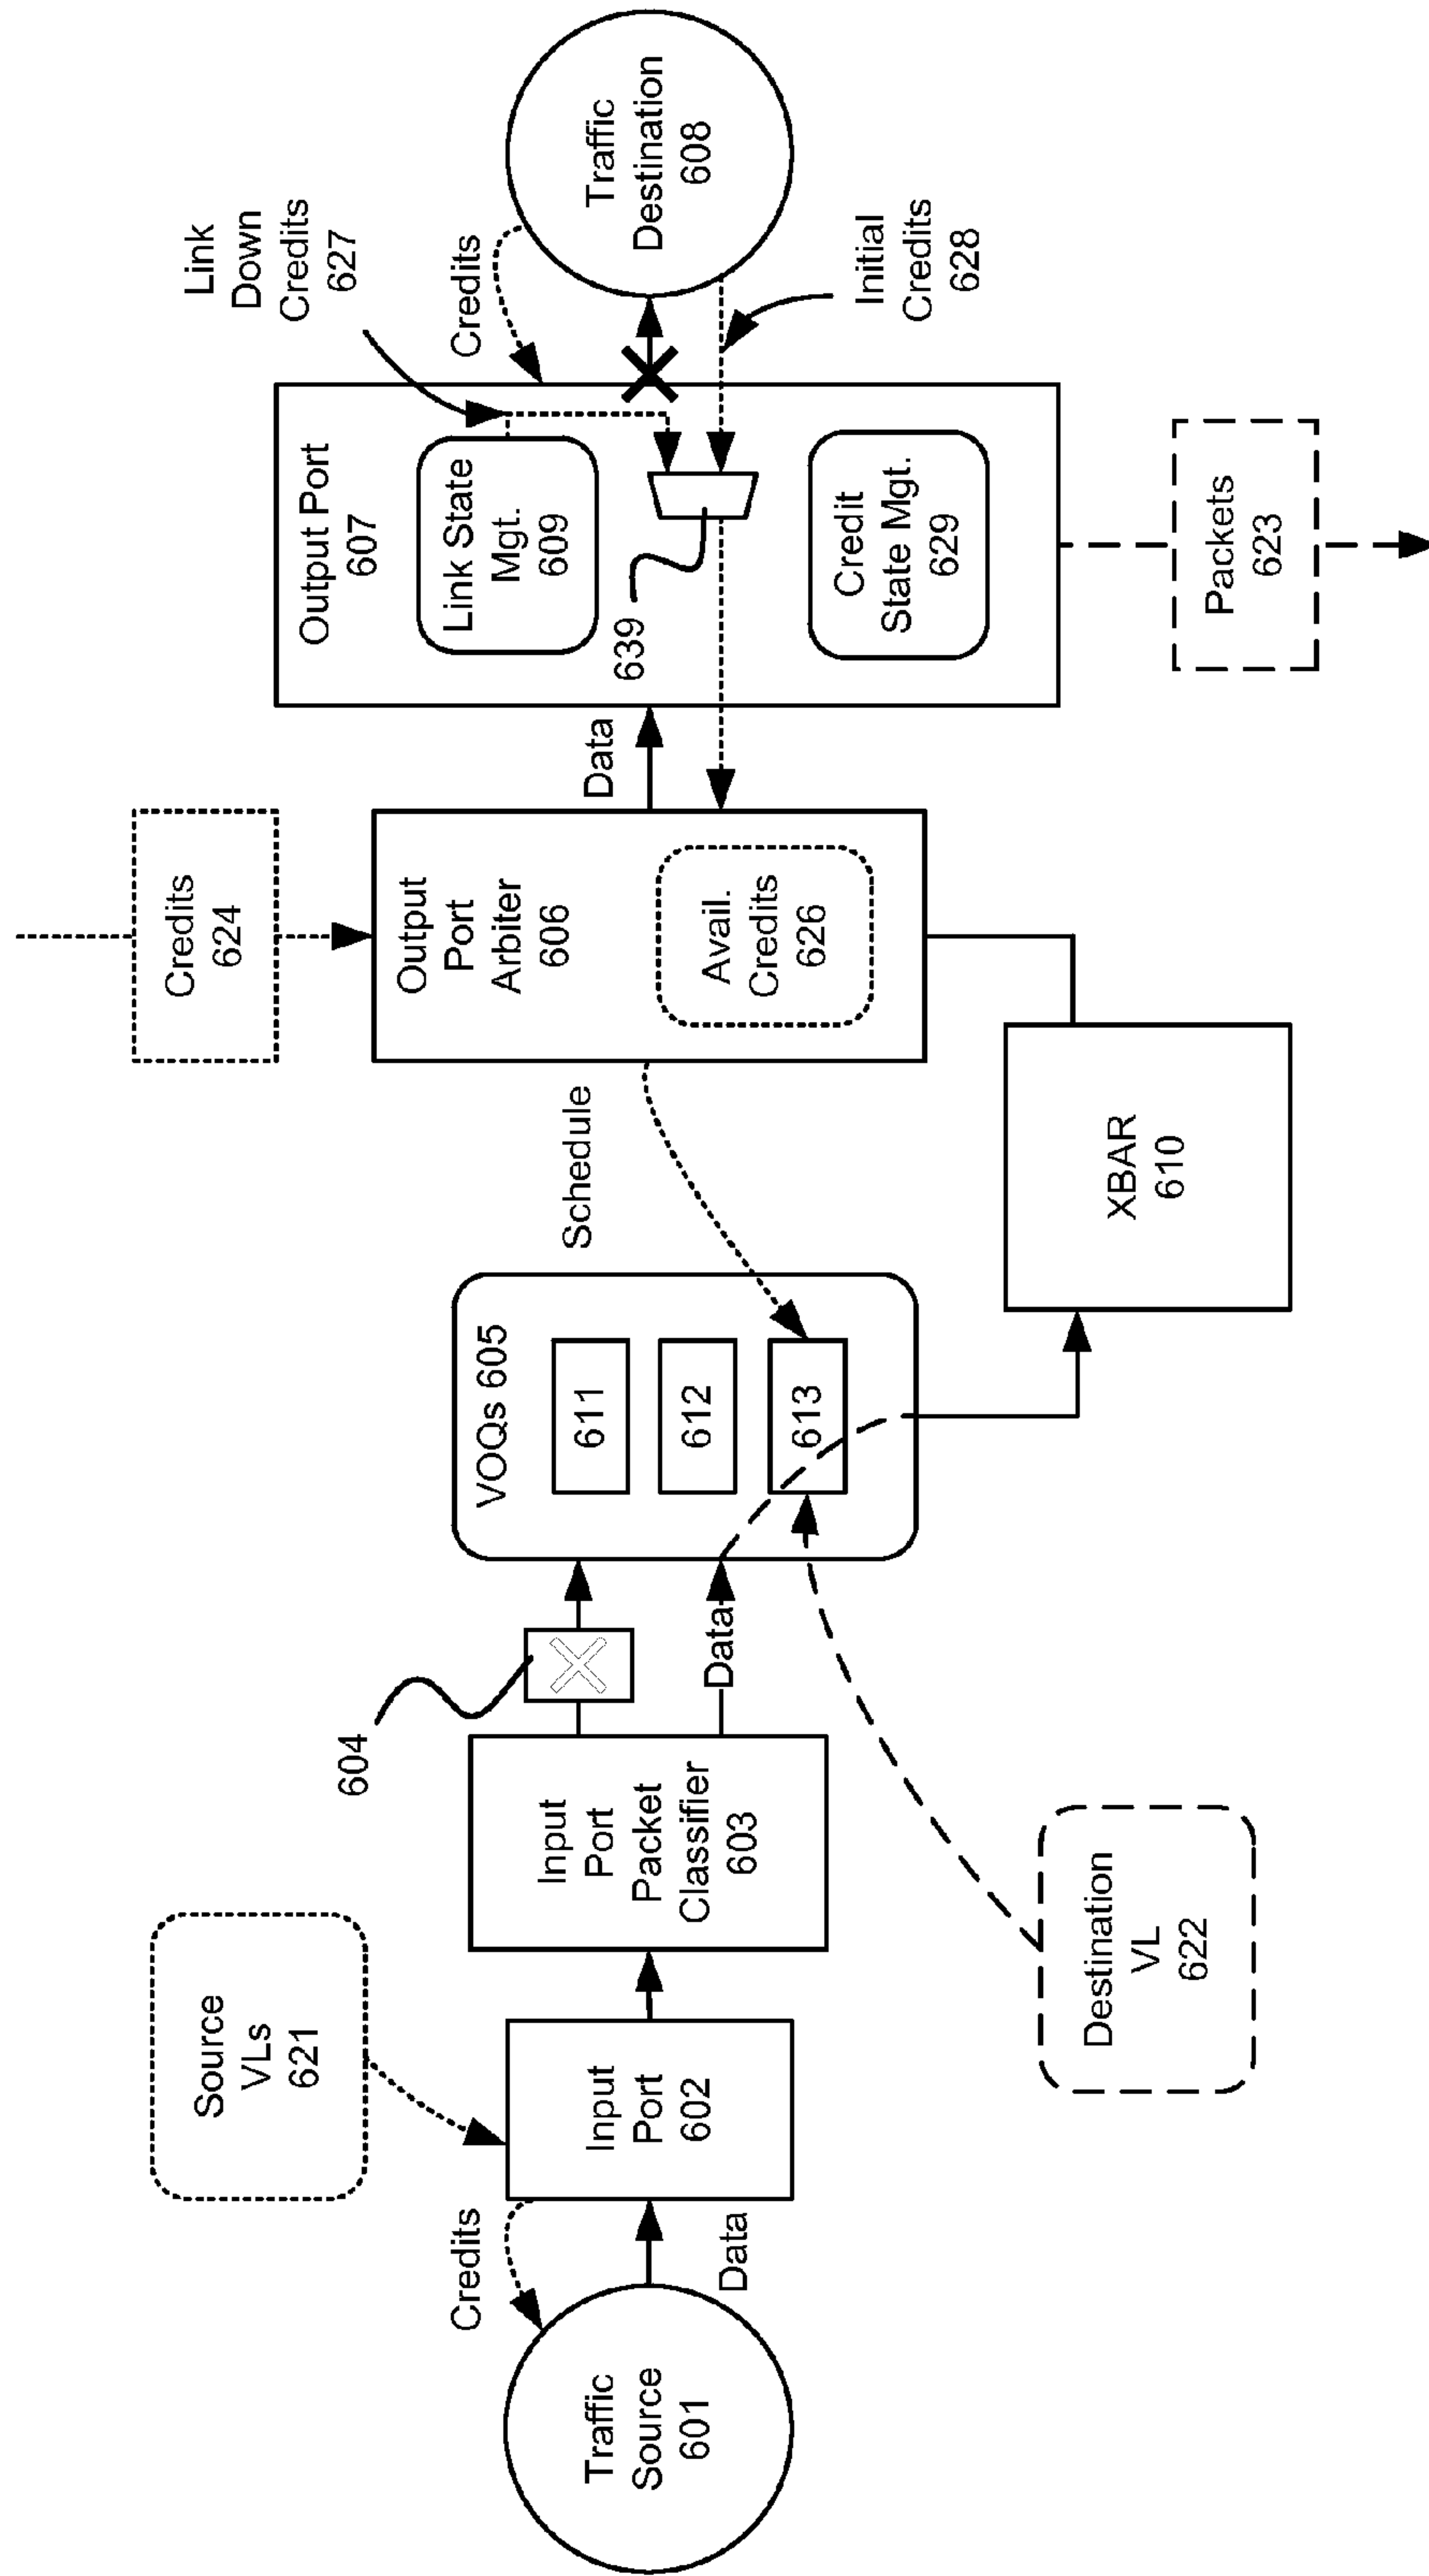 Traffic
Source
601
Credits
Data
Source
VLs
621
Input
Port
602
Input
Port
Packet
Classifier
603
604
Data
Destination
VL
622
VOQs 605
611
612
613
Schedule
XBAR
610
Credits
624
Output
Port
Arbiter
606
Avail.
Credits
626
Data
Output Port
607
Link State
Mgt.
609
639
Credit
State Mgt.
629
Packets
623
Link
Down
Credits
627
Credits
Initial
Credits
628
Traffic
Destination
608